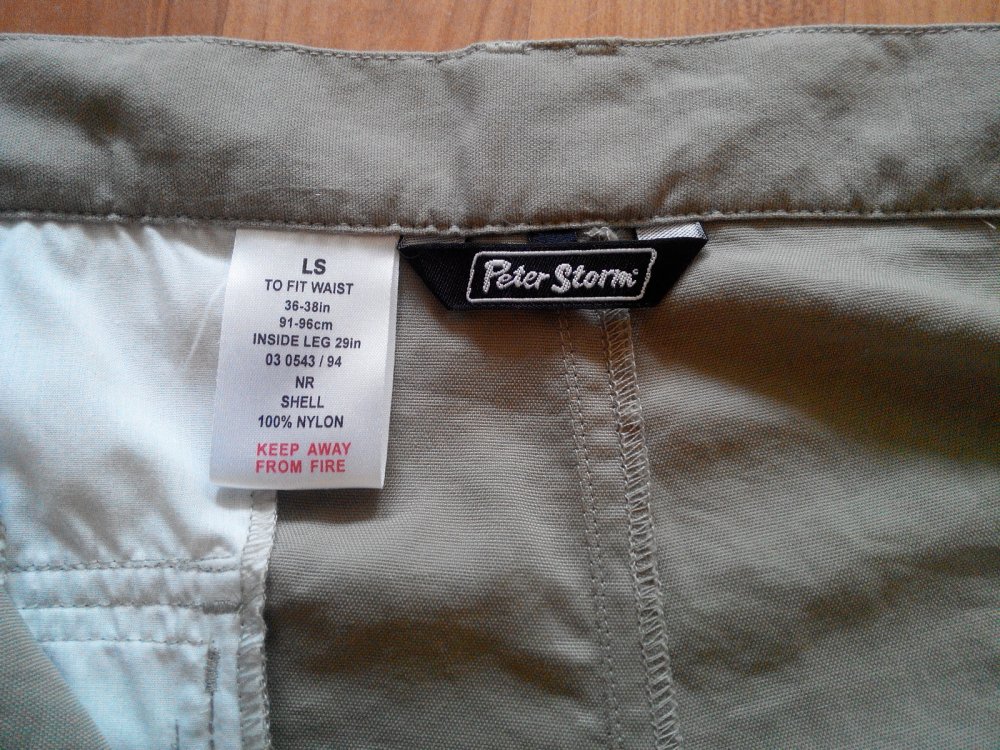 LS
TO FIT WAIST
36-38in
91-96cm
INSIDE LEG 29in
03 0543 / 94
NR
SHELL
100% NYLON
KEEP AWAY
FROM FIRE
Peter Storm